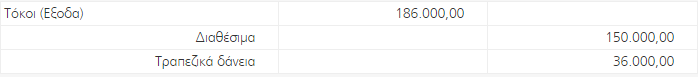 Τόκοι (Εξοδα) 186.000,00
Διαθέσιμα 150.000,00
Τραπεζικά δάνεια 36.000,00